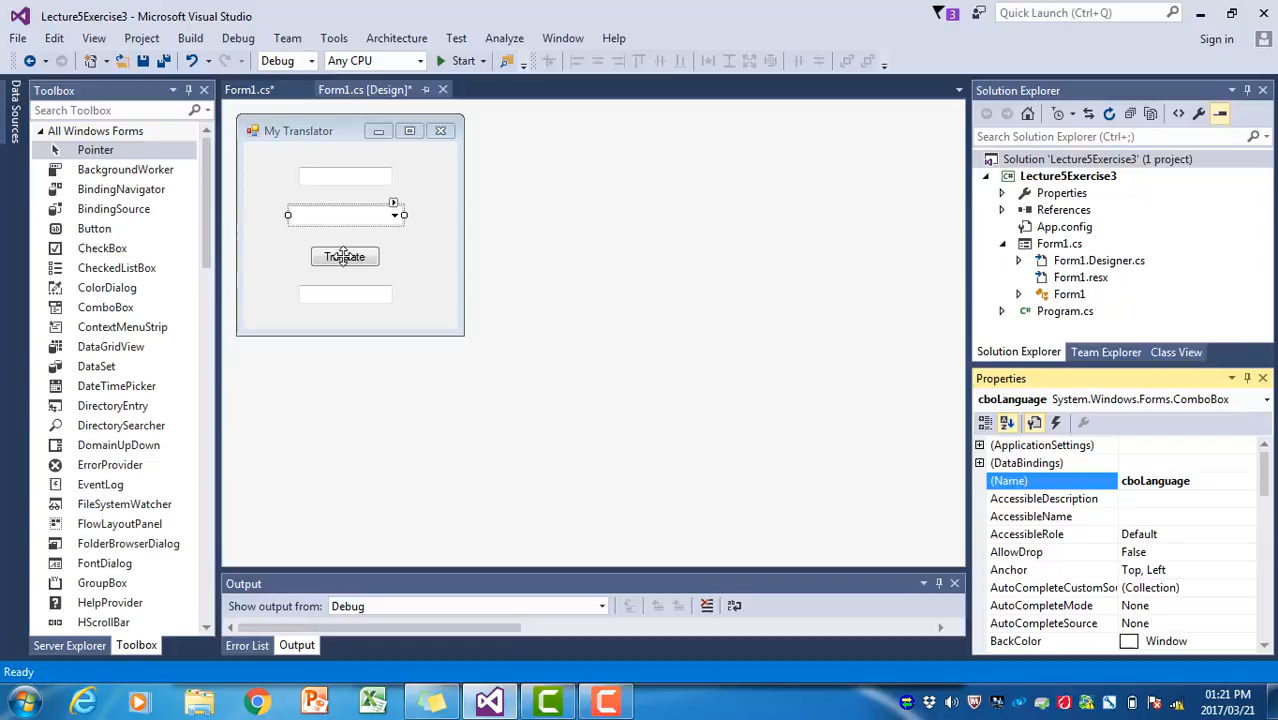 Lecture5Exercise3 - Microsoft Visual Studio
3
Quick Launch (Ctrl+Q)
File Edit View Project Build Debug Team Tools Architecture Test Analyze Window Help
Sign in
Debug Any CPU Start
Data Sources
Toolbox
Search Toolbox
All Windows Forms
Pointer
BackgroundWorker
BindingNavigator
BindingSource
Button
CheckBox
CheckedListBox
ColorDialog
ComboBox
ContextMenuStrip
DataGridView
DataSet
DateTimePicker
DirectoryEntry
DirectorySearcher
DomainUpDown
ErrorProvider
EventLog
FileSystemWatcher
FlowLayoutPanel
FolderBrowserDialog
FontDialog
GroupBox
HelpProvider
HScrollBar
Server Explorer Toolbox
Form1.cs* Form1.cs [Design]*
My Translator
Translate
Output
Show output from: Debug
Error List Output
Solution Explorer
Search Solution Explorer (Ctrl+;)
Solution 'Lecture5Exercise3' (1 project)
Lecture5Exercise3
Properties
References
App.config
Form1.cs
Form1.Designer.cs
Form1.resx
Form1
Program.cs
Solution Explorer Team Explorer Class View
Properties
cboLanguage System.Windows.Forms.ComboBox
(ApplicationSettings)
(DataBindings)
(Name) cboLanguage
AccessibleDescription
AccessibleName
AccessibleRole Default
AllowDrop False
Anchor Top, Left
AutoCompleteCustomSou (Collection)
AutoCompleteMode None
AutoCompleteSource None
BackColor Window
Ready
01:21 PM
2017/03/21